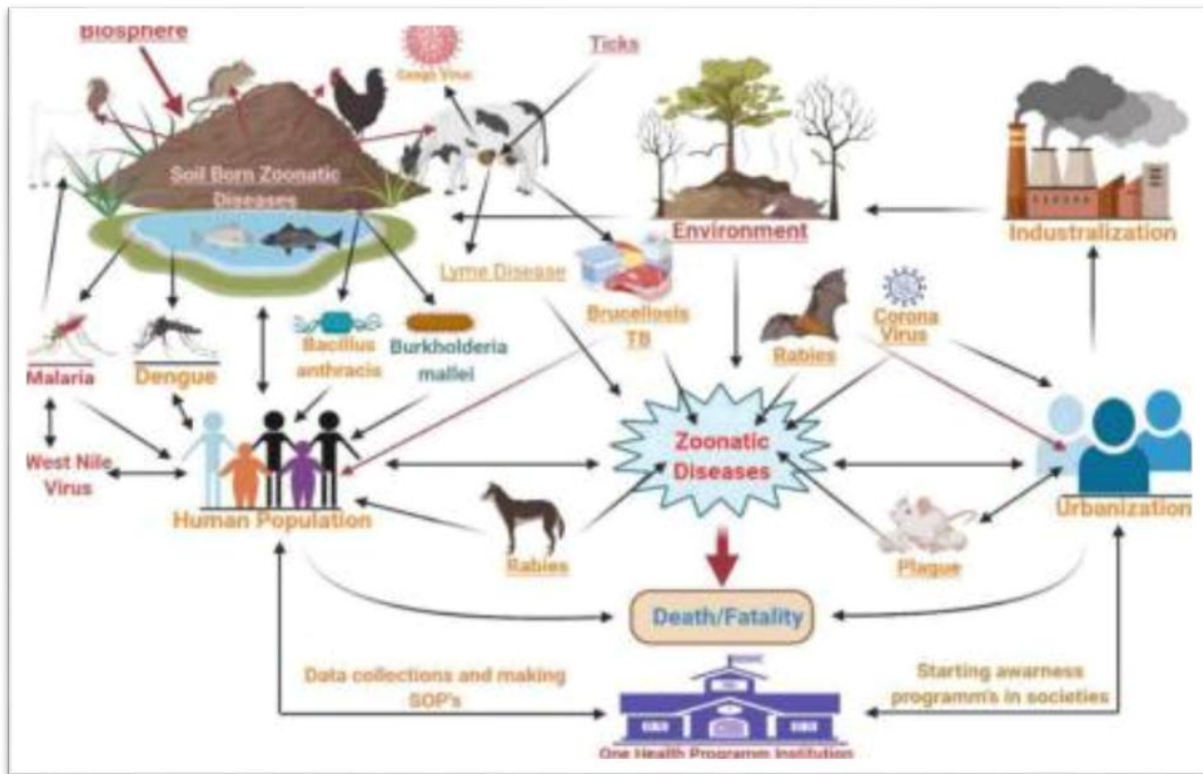 Biosphere
Ticks
Virus
Soil Born Zoonatic
Diseases
Environment
Industralization
Lyme Disease
Brucellosis
TB
Rabies
Corona
Virus
Malaria
Dengue
Bacillus
anthracis
Burkholderia
mallei
Zoonatic
Diseases
West Nile
Virus
Human Population
Rabies
Plague
Urbanization
Death/Fatality
Data collections and making
SOP's
Starting awarness
programm's in societies
One Health Programm Institution